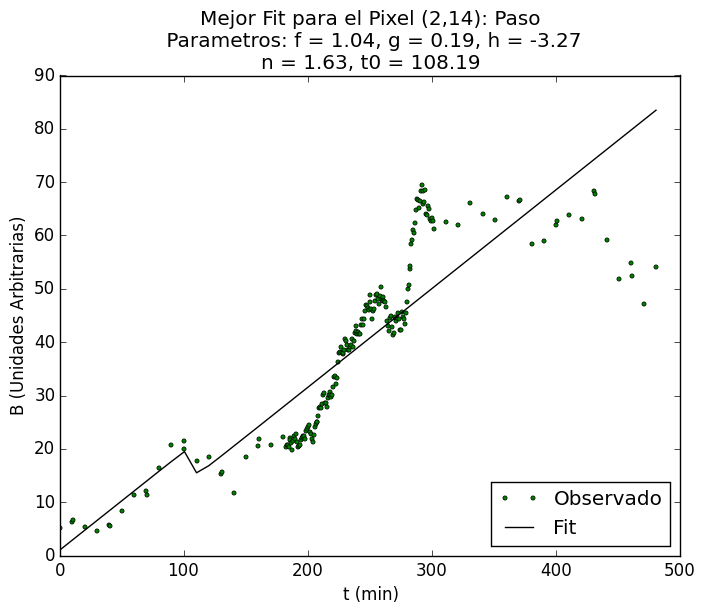 Mejor Fit para el Pixel (2,14): Paso
Parametros: f = 1.04, g = 0.19, h = -3.27
n = 1.63, t0 = 108.19
B (Unidades Arbitrarias)
90
80
70
60
50
40
30
20
10
0
0 100 200 300 400 500
t (min)
Observado
Fit